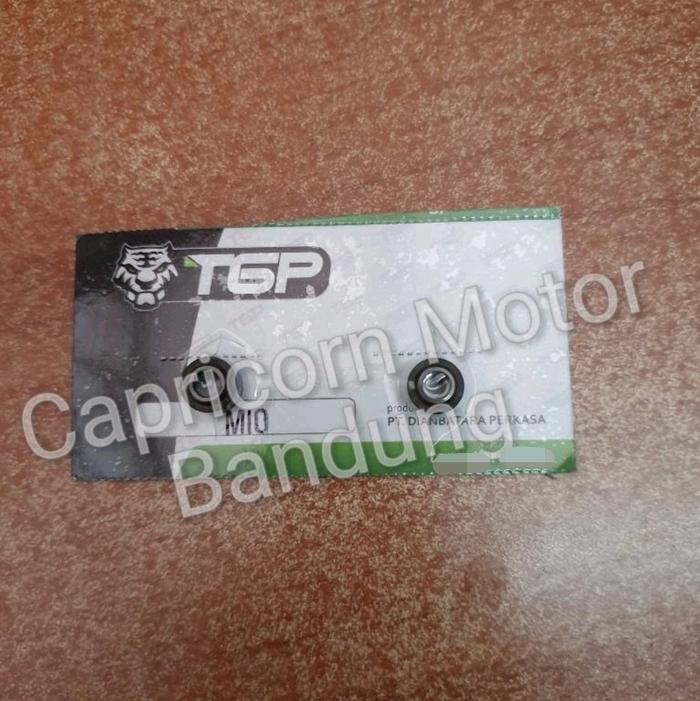 TGP
MIO
produ
PT. DIANBATARA PERKASA
Capricorn Motor
Bandung